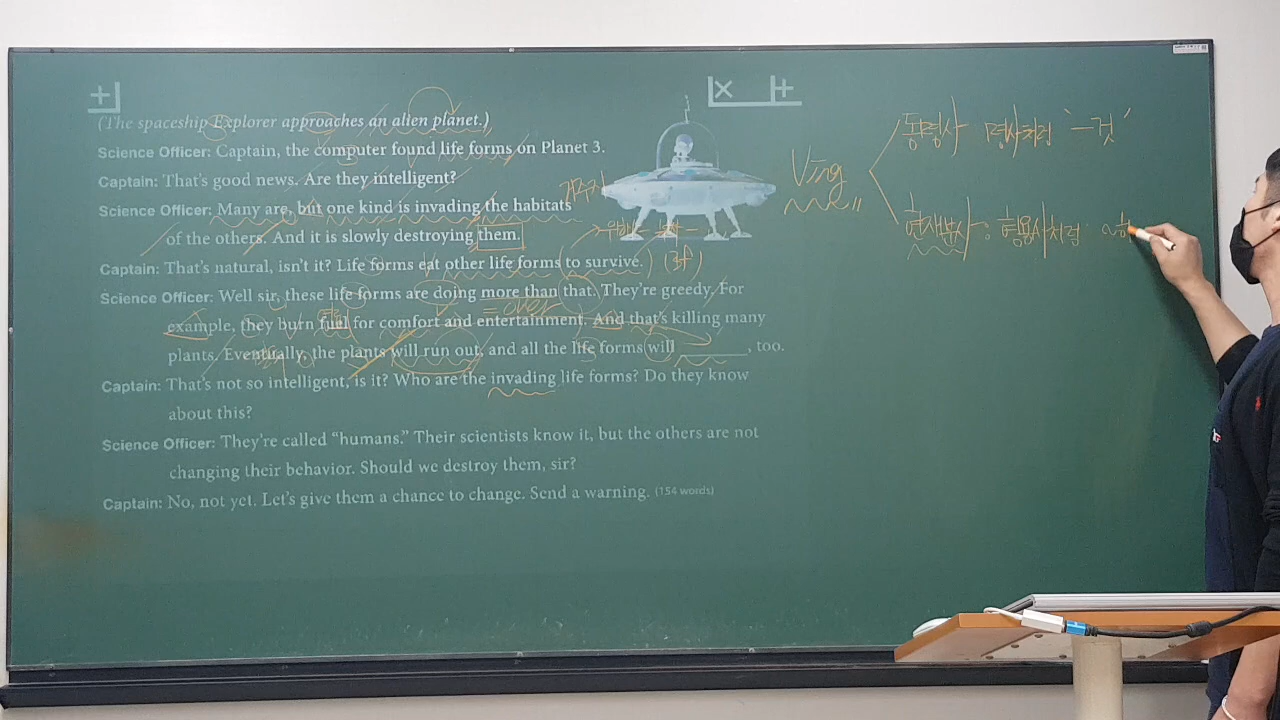 (The spaceship Explorer approaches an alien planet.)
Science Officer: Captain, the computer found life forms on Planet 3.
Captain: That's good news. Are they intelligent?
Science Officer: Many are, but one kind is invading the habitats
of the others. And it is slowly destroying them.
Captain: That's natural, isn't it? Life forms eat other life forms to survive.
Science Officer: Well sir, these life forms are doing more than that. They're greedy. For
example, they burn fuel for comfort and entertainment. And that's killing many
plants. Eventually, the plants will run out, and all the life forms will ________, too.
Captain: That's not so intelligent, is it? Who are the invading life forms? Do they know
about this?
Science Officer: They're called “humans.” Their scientists know it, but the others are not
changing their behavior. Should we destroy them, sir?
Captain: No, not yet. Let's give them a chance to change. Send a warning. (154 words)
= over
Ving
동명사 명사처럼 '~것'
현재분사 : 형용사처럼 ~하